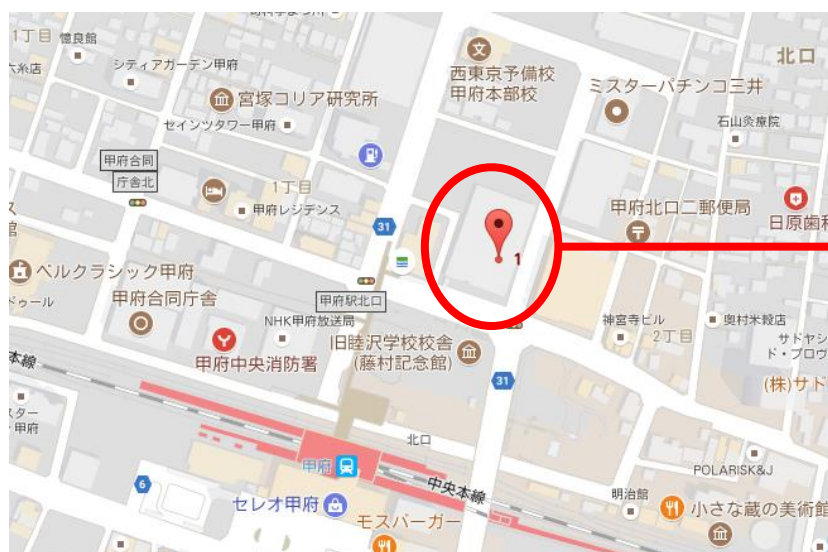 1丁目
憶良館
シティアガーデン甲府
六糸店
宮塚コリア研究所
セインツタワー甲府
甲府合同
庁舎北
1丁目
甲府レジデンス
31
西東京予備校
甲府本部校
北口
ミスターパチンコ三井
石山灸療院
甲府北口二郵便局
日原歯科
1
ベルクラシック甲府
ドゥール
甲府合同庁舎
甲府駅北口
NHK甲府放送局
甲府中央消防署
旧睦沢学校校舎
(藤村記念館)
神宮寺ビル
2丁目
奥村米穀店
サドヤシ
ド・プロヴ
(株)サド
31
本線
スター
甲府
北口
甲府
中央本線
6
セレオ甲府
モスバーガー
POLARISK&J
明治館
小さな蔵の美術館